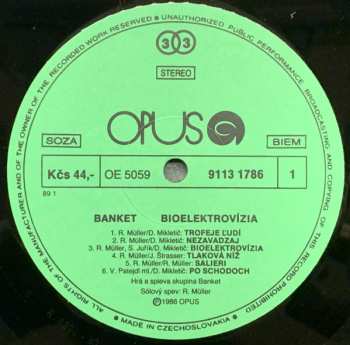 ALL RIGHTS OF THE MANUFACTURER AND OF THE OWNER OF THE RECORDED WORK RESERVED • UNAUTHORIZED PUBLIC PERFORMANCE, BROADCASTING AND COPYING OF THIS RECORD PROHIBITED
33
STEREO
OPUS
SOZA
BIEM
Kčs 44,-
OE 5059
9113 1786
1
89 1
BANKET BIOELEKTROVÍZIA
1. R. Müller/D. Mikletič: TROFEJE ĽUDÍ
2. R. Müller/D. Mikletič: NEZAVADZAJ
3. R. Müller, S. Juřík/D. Mikletič: BIOELEKTROVÍZIA
4. R. Müller/J. Štrasser: TLAKOVÁ NÍŽ
5. R. Müller/R. Müller: SALIERI
6. V. Patejdl ml./D. Mikletič: PO SCHODOCH
Hrá a spieva skupina Banket
Sólový spev: R. Müller
Ⓟ1986 OPUS
• MADE IN CZECHOSLOVAKIA •